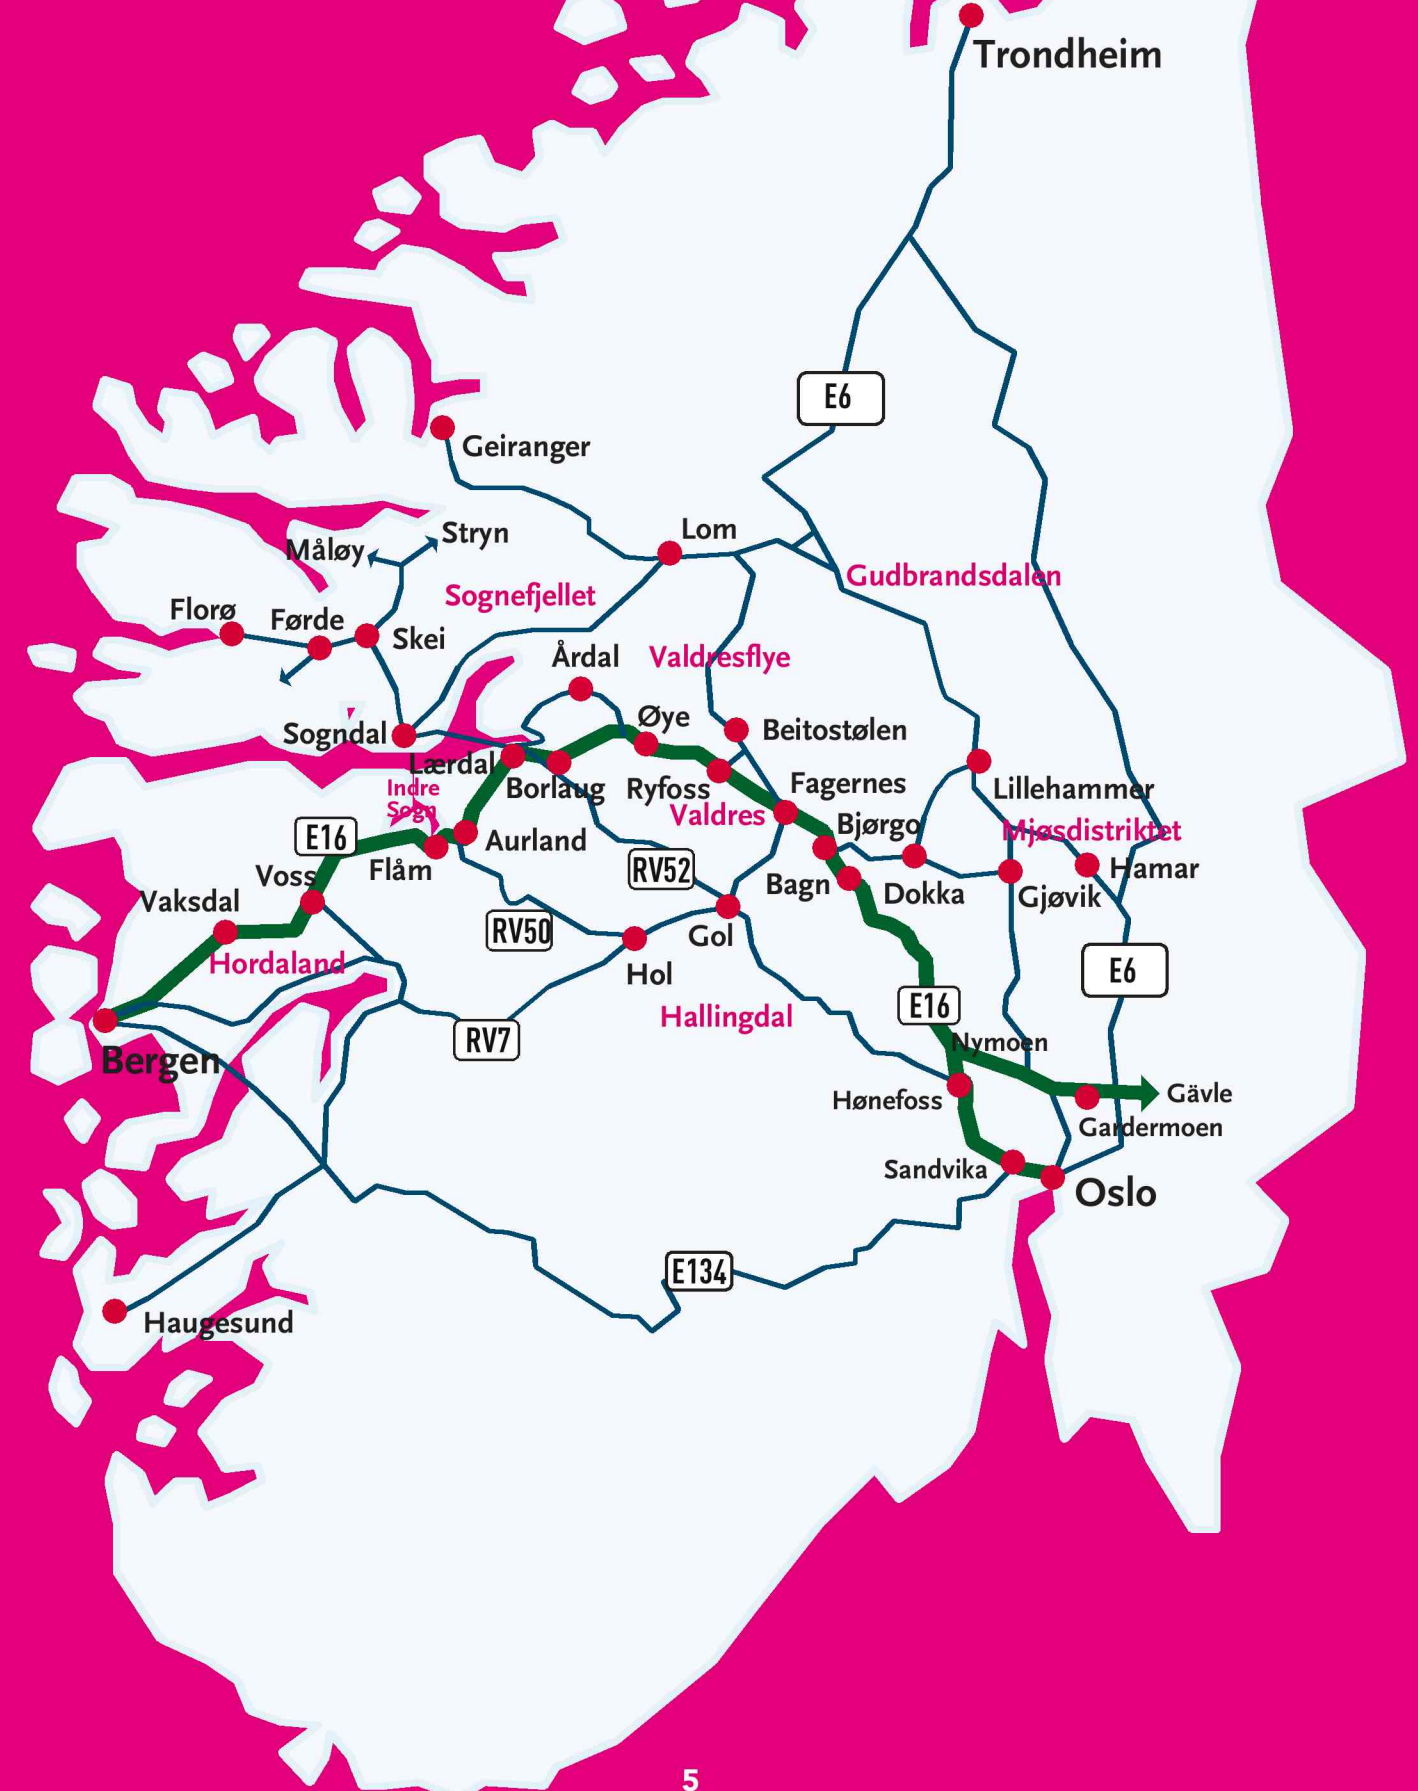 Trondheim
E6
Geiranger
Stryn
Måløy
Lom
Gudbrandsdalen
Sognefjellet
Florø
Førde
Skei
Årdal
Valdresflye
Øye
Sogndal
Beitostølen
Lærdal
Borlaug
Ryfoss
Fagernes
Lillehammer
Indre
Sogn
Valdres
Bjørgo
Mjøsdistriktet
E16
Aurland
Voss
Flåm
RV52
Bagn
Dokka
Gjøvik
Hamar
Vaksdal
RV50
Gol
Hordaland
Hol
E6
Hallingdal
E16
RV7
Nymoen
Bergen
Hønefoss
Gävle
Gardermoen
Sandvika
Oslo
E134
Haugesund
5